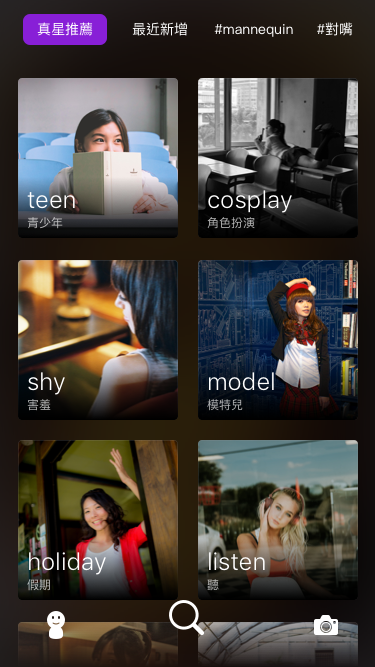 真星推薦 最近新增 #mannequin #對嘴
teen cosplay
青少年 角色扮演
shy model
害羞 模特兒
holiday listen
假期 聽